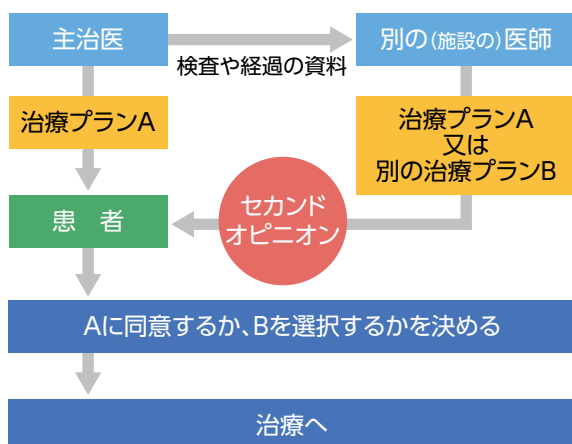 主治医
別の(施設の)医師
検査や経過の資料
治療プランA
治療プランA
又は
別の治療プランB
セカンド
オピニオン
患　者
Aに同意するか、Bを選択するかを決める
治療へ